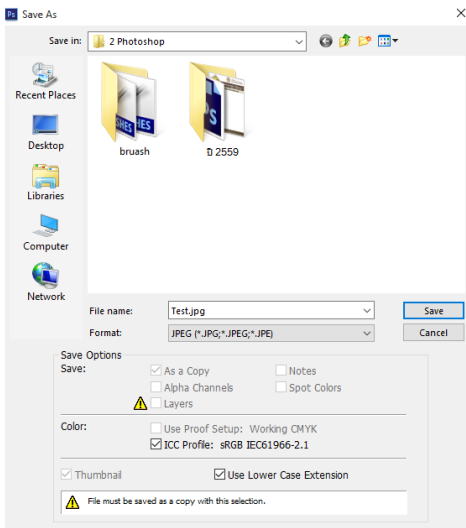 Ps Save As
Save in: 2 Photoshop
Recent Places
Desktop
Libraries
Computer
Network
bruash
ปี 2559
File name: Test.jpg
Save
Format: JPEG (*.JPG;*.JPEG;*.JPE)
Cancel
Save Options
Save: As a Copy Notes
Alpha Channels Spot Colors
Layers
Color: Use Proof Setup: Working CMYK
ICC Profile: sRGB IEC61966-2.1
Thumbnail Use Lower Case Extension
File must be saved as a copy with this selection.